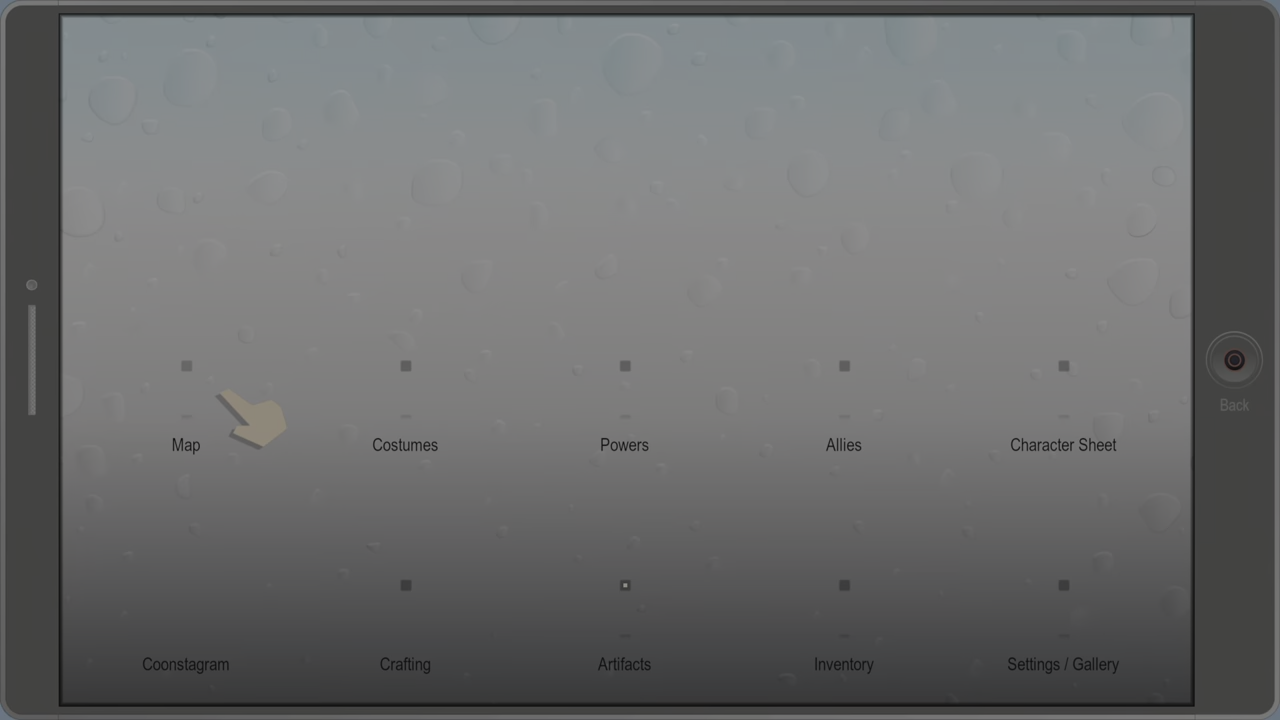 Back
Map
Costumes
Powers
Allies
Character Sheet
Coonstagram
Crafting
Artifacts
Inventory
Settings / Gallery